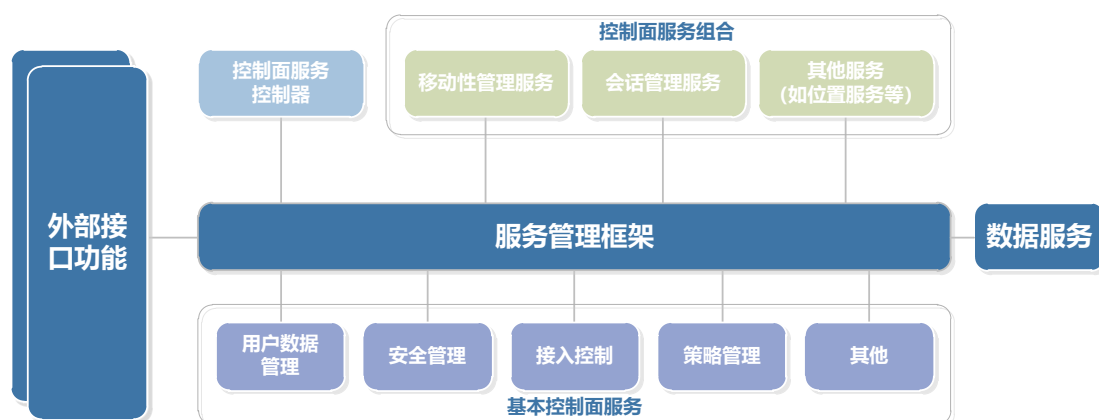 控制面服务组合
控制面服务
控制器
移动性管理服务
会话管理服务
其他服务
（如位置服务等）
外部接
口功能
服务管理框架
数据服务
用户数据
管理
安全管理
接入控制
策略管理
其他
基本控制面服务